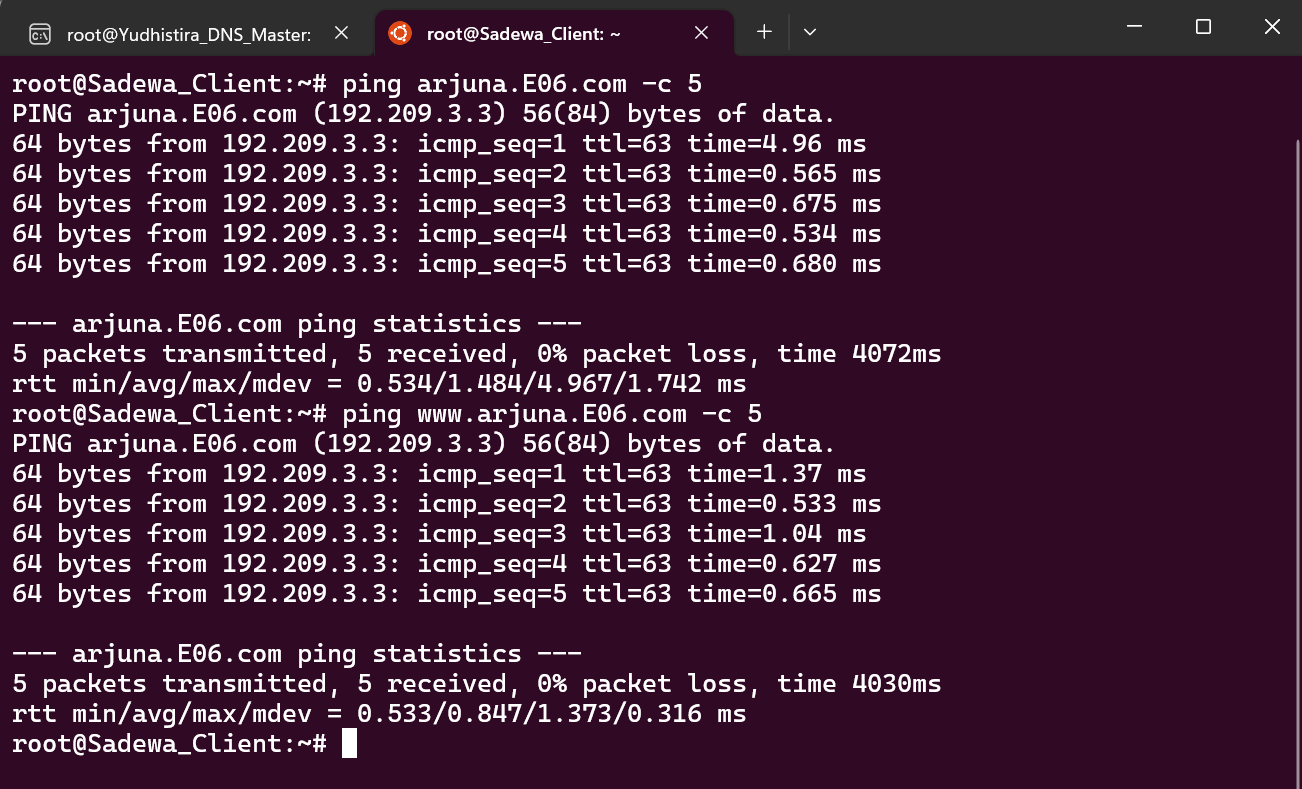 root@Yudhistira_DNS_Master:
root@Sadewa_Client: ~
root@Sadewa_Client:~# ping arjuna.E06.com -c 5
PING arjuna.E06.com (192.209.3.3) 56(84) bytes of data.
64 bytes from 192.209.3.3: icmp_seq=1 ttl=63 time=4.96 ms
64 bytes from 192.209.3.3: icmp_seq=2 ttl=63 time=0.565 ms
64 bytes from 192.209.3.3: icmp_seq=3 ttl=63 time=0.675 ms
64 bytes from 192.209.3.3: icmp_seq=4 ttl=63 time=0.534 ms
64 bytes from 192.209.3.3: icmp_seq=5 ttl=63 time=0.680 ms
--- arjuna.E06.com ping statistics ---
5 packets transmitted, 5 received, 0% packet loss, time 4072ms
rtt min/avg/max/mdev = 0.534/1.484/4.967/1.742 ms
root@Sadewa_Client:~# ping www.arjuna.E06.com -c 5
PING arjuna.E06.com (192.209.3.3) 56(84) bytes of data.
64 bytes from 192.209.3.3: icmp_seq=1 ttl=63 time=1.37 ms
64 bytes from 192.209.3.3: icmp_seq=2 ttl=63 time=0.533 ms
64 bytes from 192.209.3.3: icmp_seq=3 ttl=63 time=1.04 ms
64 bytes from 192.209.3.3: icmp_seq=4 ttl=63 time=0.627 ms
64 bytes from 192.209.3.3: icmp_seq=5 ttl=63 time=0.665 ms
--- arjuna.E06.com ping statistics ---
5 packets transmitted, 5 received, 0% packet loss, time 4030ms
rtt min/avg/max/mdev = 0.533/0.847/1.373/0.316 ms
root@Sadewa_Client:~#